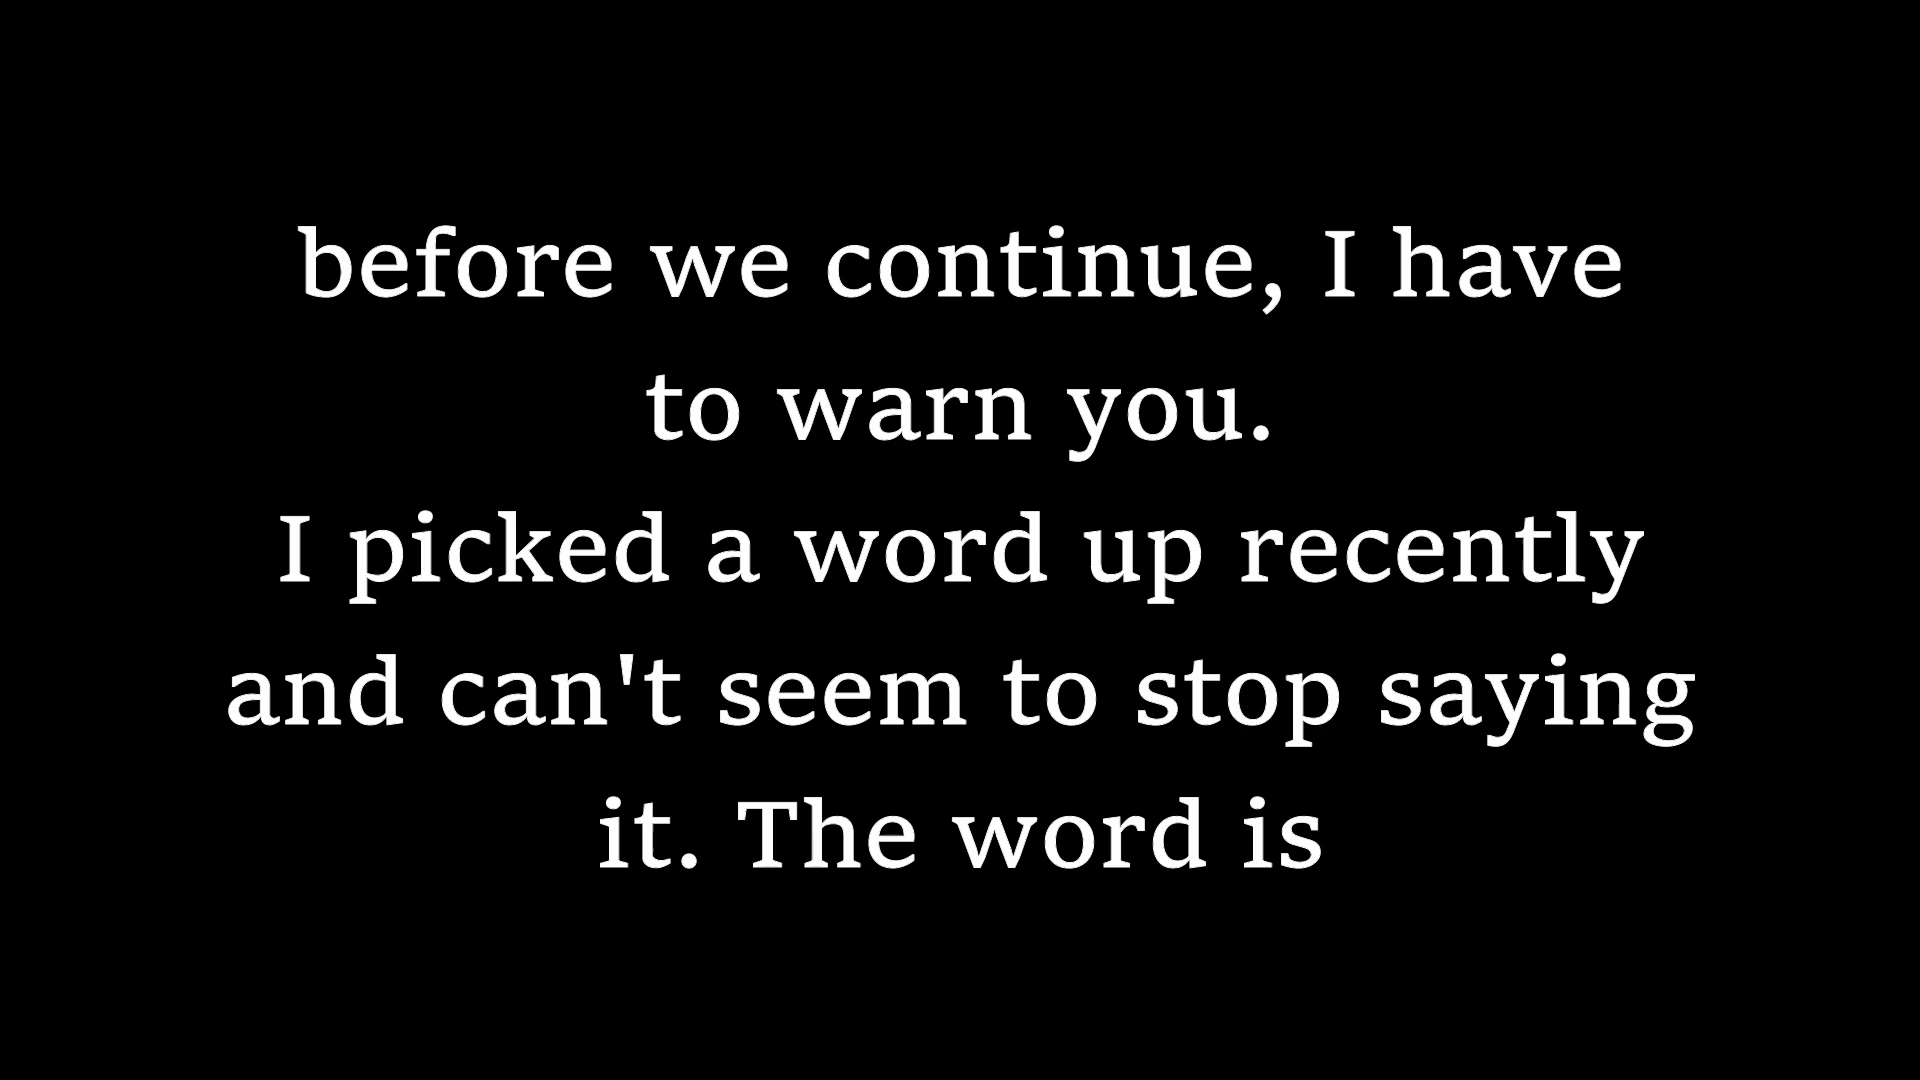 before we continue, I have
to warn you.
I picked a word up recently
and can't seem to stop saying
it. The word is